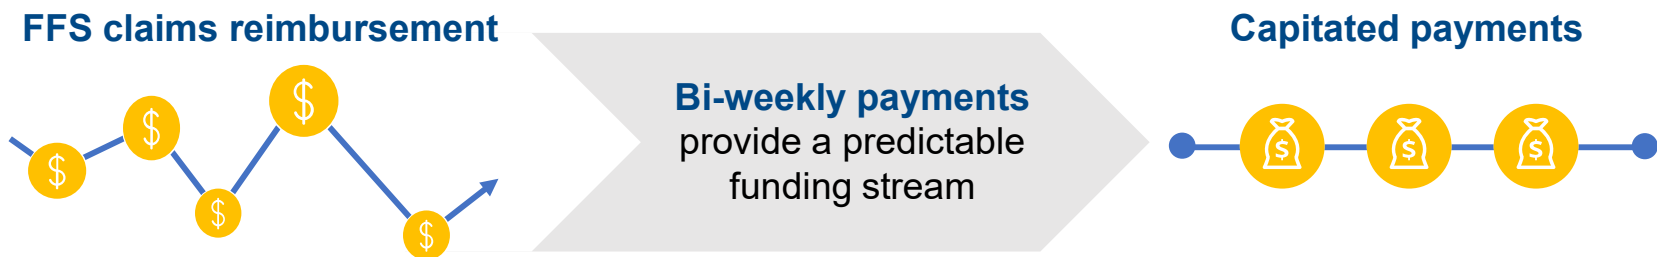 FFS claims reimbursement
$
$
$
$
$
Bi-weekly payments
provide a predictable
funding stream
Capitated payments
$
$
$